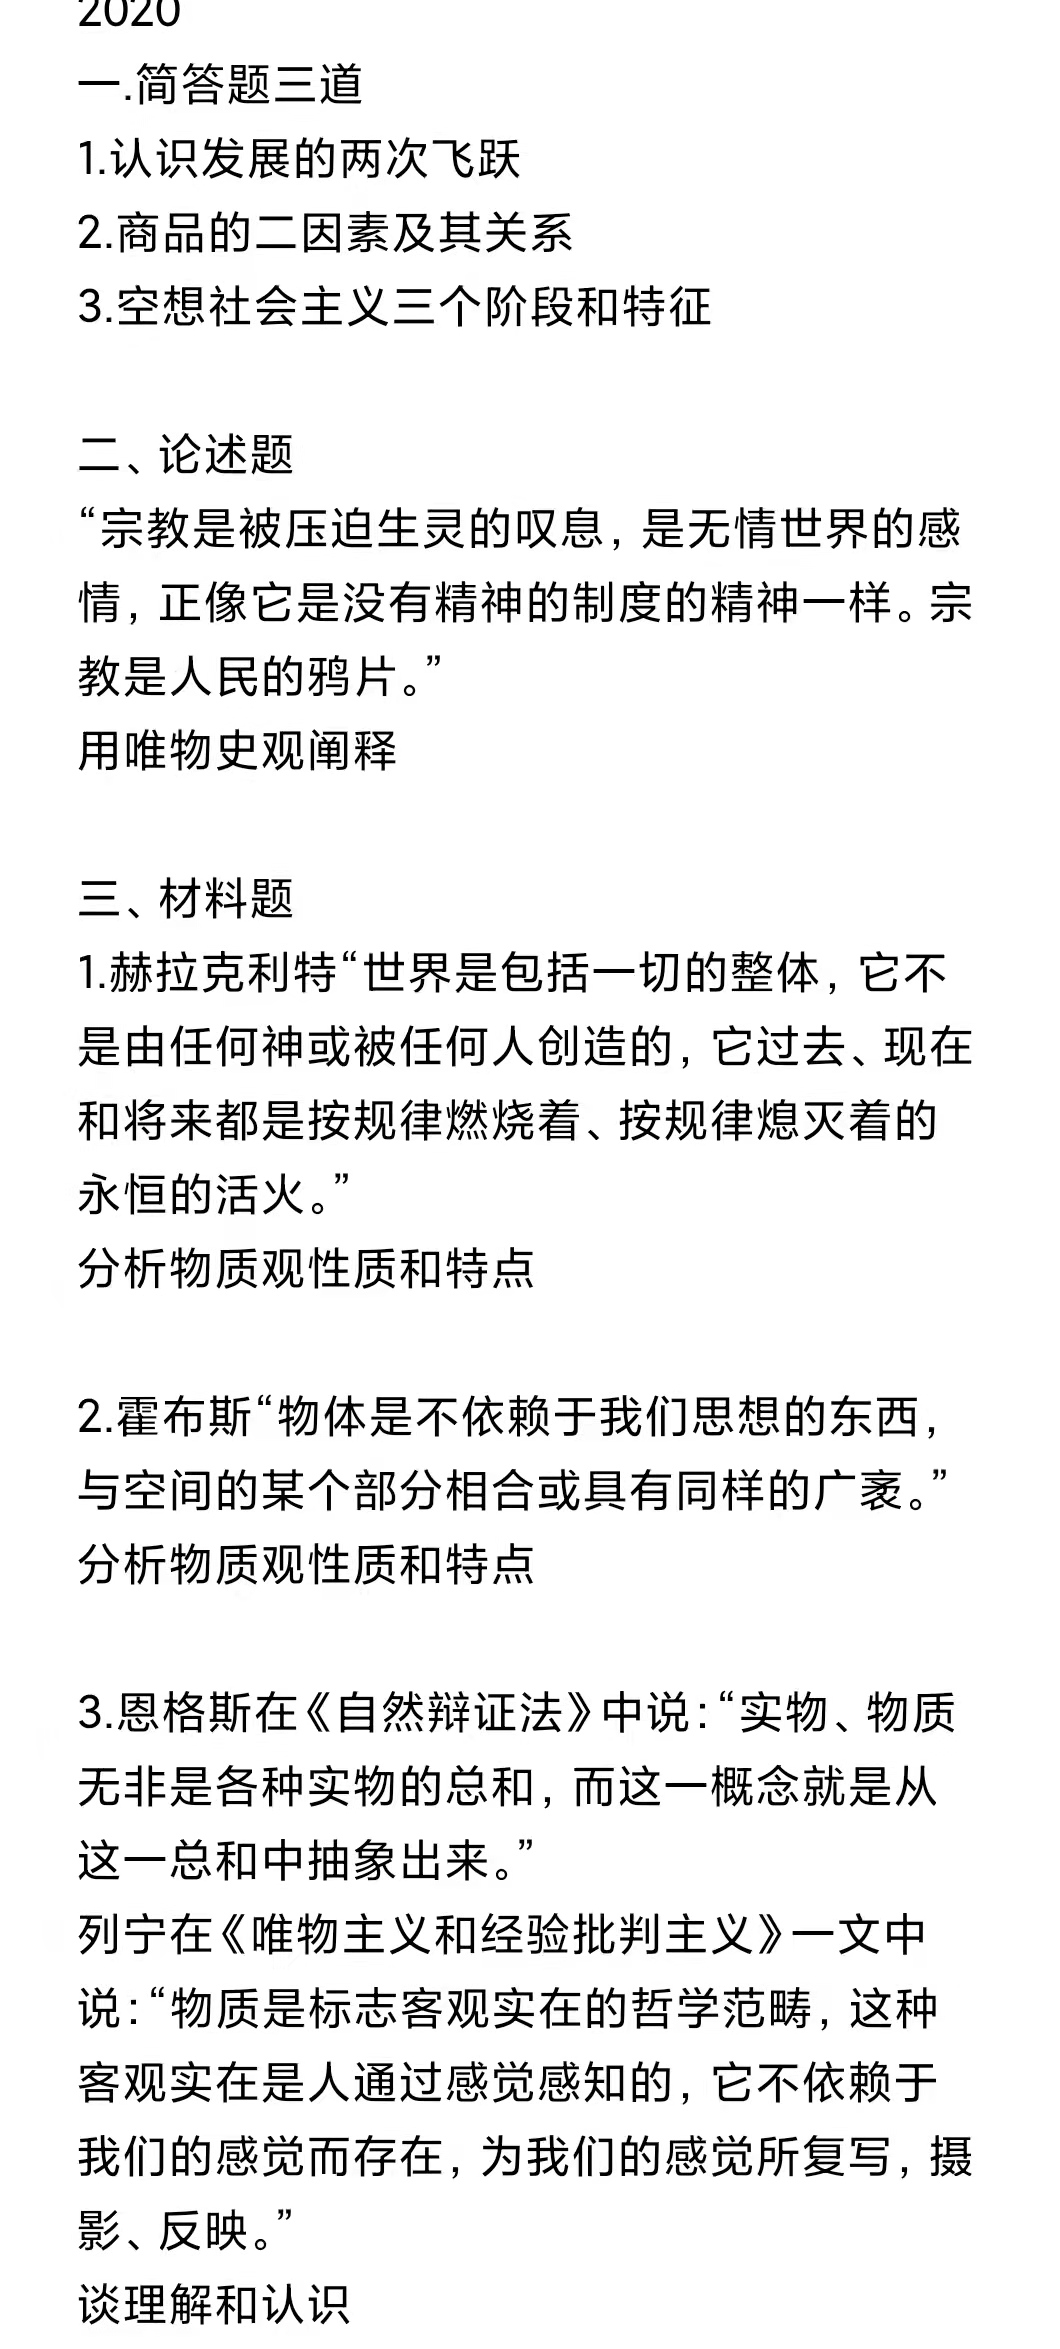 2020
一.简答题三道
1.认识发展的两次飞跃
2.商品的二因素及其关系
3.空想社会主义三个阶段和特征
二、论述题
“宗教是被压迫生灵的叹息，是无情世界的感
情，正像它是没有精神的制度的精神一样。宗
教是人民的鸦片。”
用唯物史观阐释
三、材料题
1.赫拉克利特“世界是包括一切的整体，它不
是由任何神或被任何人创造的，它过去、现在
和将来都是按规律燃烧着、按规律熄灭着的
永恒的活火。”
分析物质观性质和特点
2.霍布斯“物体是不依赖于我们思想的东西，
与空间的某个部分相合或具有同样的广袤。”
分析物质观性质和特点
3.恩格斯在《自然辩证法》中说：“实物、物质
无非是各种实物的总和，而这一概念就是从
这一总和中抽象出来。”
列宁在《唯物主义和经验批判主义》一文中
说：“物质是标志客观实在的哲学范畴，这种
客观实在是人通过感觉感知的，它不依赖于
我们的感觉而存在，为我们的感觉所复写，摄
影、反映。”
谈理解和认识